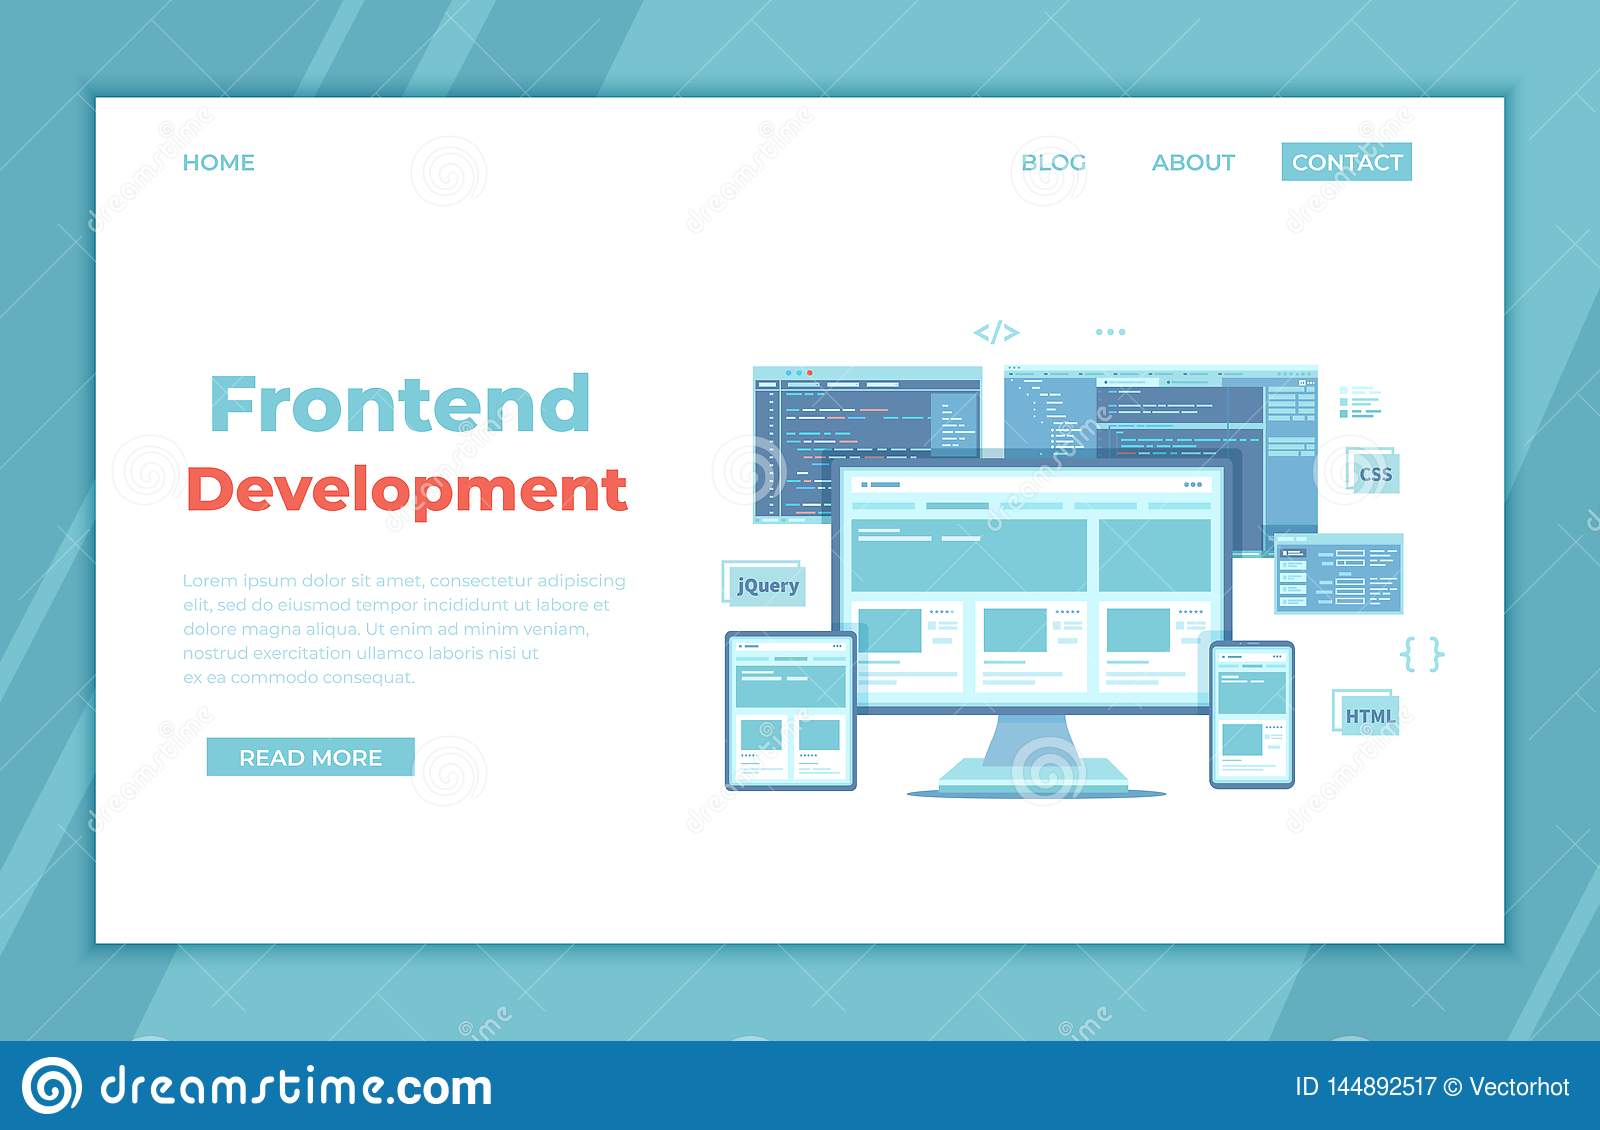 HOME
BLOG
ABOUT
CONTACT
</>
Frontend
Development
CSS
jQuery
Lorem ipsum dolor sit amet, consectetur adipiscing
elit, sed do eiusmod tempor incididunt ut labore et
dolore magna aliqua. Ut enim ad minim veniam,
nostrud exercitation ullamco laboris nisi ut
ex ea commodo consequat.
{ }
HTML
READ MORE
dreamstime.com
ID 144892517 © Vectorhot